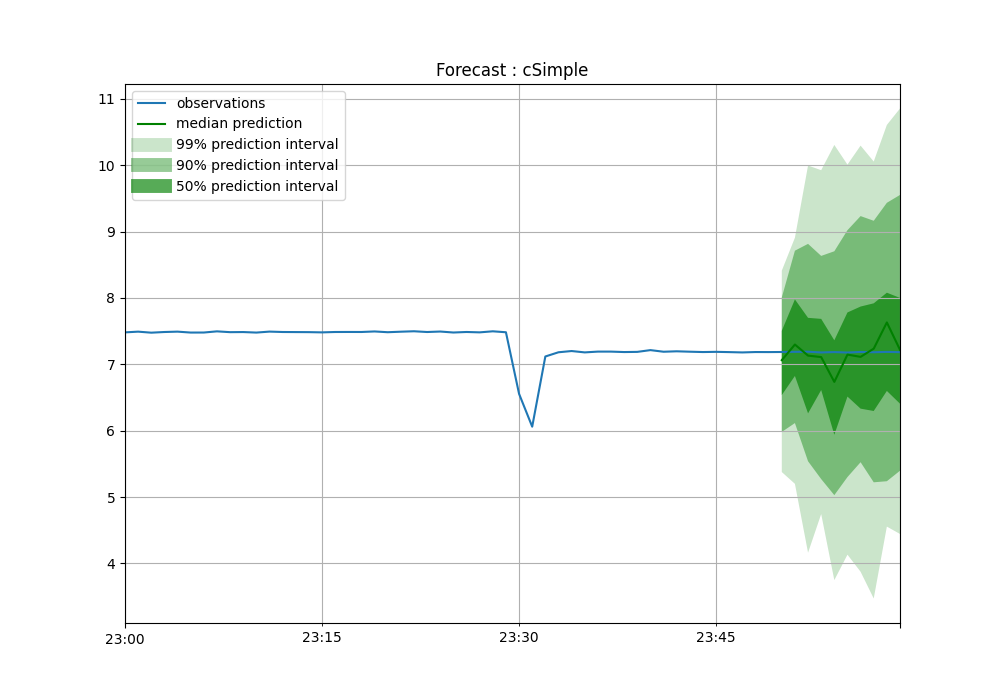 Forecast : cSimple
observations
median prediction
99% prediction interval
90% prediction interval
50% prediction interval
11
10
9
8
7
6
5
4
23:00
23:15
23:30
23:45